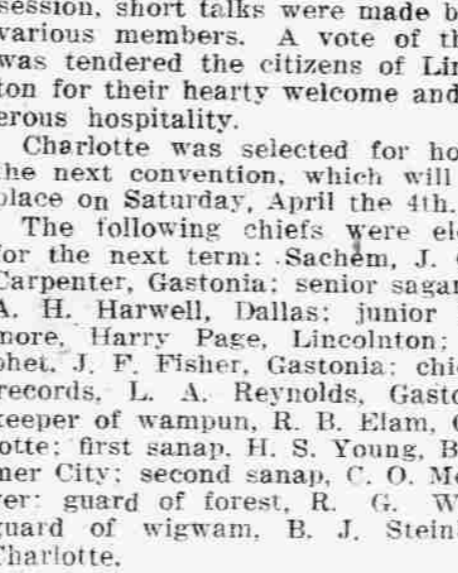 session, short talks were made b
various members. A vote of th
was tendered the citizens of Lin
ton for their hearty welcome and
erous hospitality.
Charlotte was selected for ho
the next convention, which will
place on Saturday, April the 4th.
The following chiefs were el
for the next term: Sachem, J.
Carpenter, Gastonia; senior sagar
A. H. Harwell, Dallas; junior
more, Harry Page, Lincolnton;
phet, J. F. Fisher, Gastonia; chi
records, L. A. Reynolds, Gasto
keeper of wampun, R. B. Elam, C
lotte; first sanap, H. S. Young, B
mer City; second sanap, C. O. Mc
ver; guard of forest, R. G. W
guard of wigwam, B. J. Stein
Charlotte.